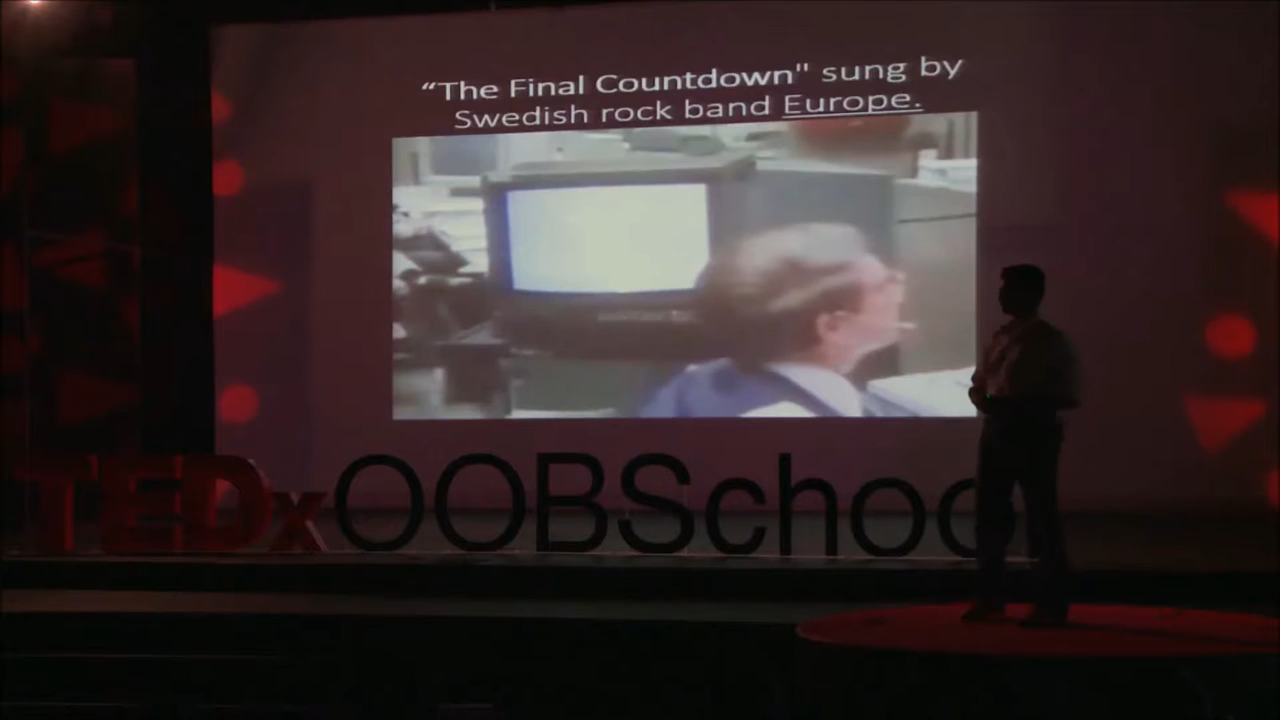 “The Final Countdown" sung by
Swedish rock band Europe.
TEDxOOBSchool